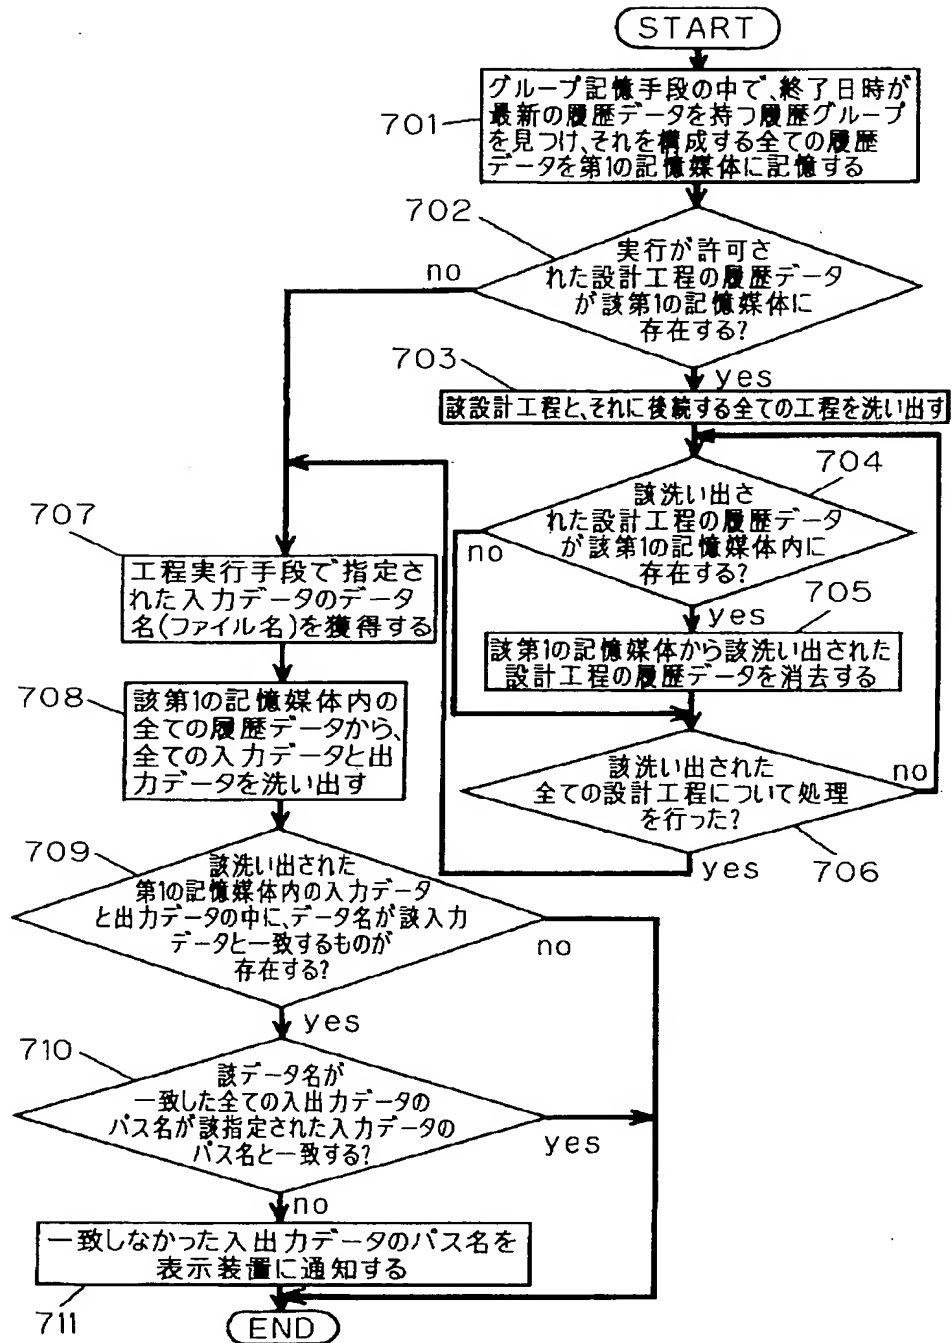 START
701
グループ記憶手段の中で、終了日時が
最新の履歴データを持つ履歴グループ
を見つけ、それを構成する全ての履歴
データを第1の記憶媒体に記憶する
702
実行が許可さ
れた設計工程の履歴データ
が該第1の記憶媒体に
存在する?
no
yes
703
該設計工程と、それに後続する全ての工程を洗い出す
704
該洗い出さ
れた設計工程の履歴データ
が該第1の記憶媒体内に
存在する?
no
yes
705
該第1の記憶媒体から該洗い出された
設計工程の履歴データを消去する
706
該洗い出された
全ての設計工程について処理
を行った?
no
yes
707
工程実行手段で指定さ
れた入力データのデータ
名(ファイル名)を獲得する
708
該第1の記憶媒体内の
全ての履歴データから、
全ての入力データと出
力データを洗い出す
709
該洗い出された
第1の記憶媒体内の入力データ
と出力データの中に、データ名が該入力
データと一致するものが
存在する?
no
yes
710
該データ名が
一致した全ての入出力データの
パス名が該指定された入力データの
パス名と一致する?
yes
no
一致しなかった入出力データのパス名を
表示装置に通知する
711
END